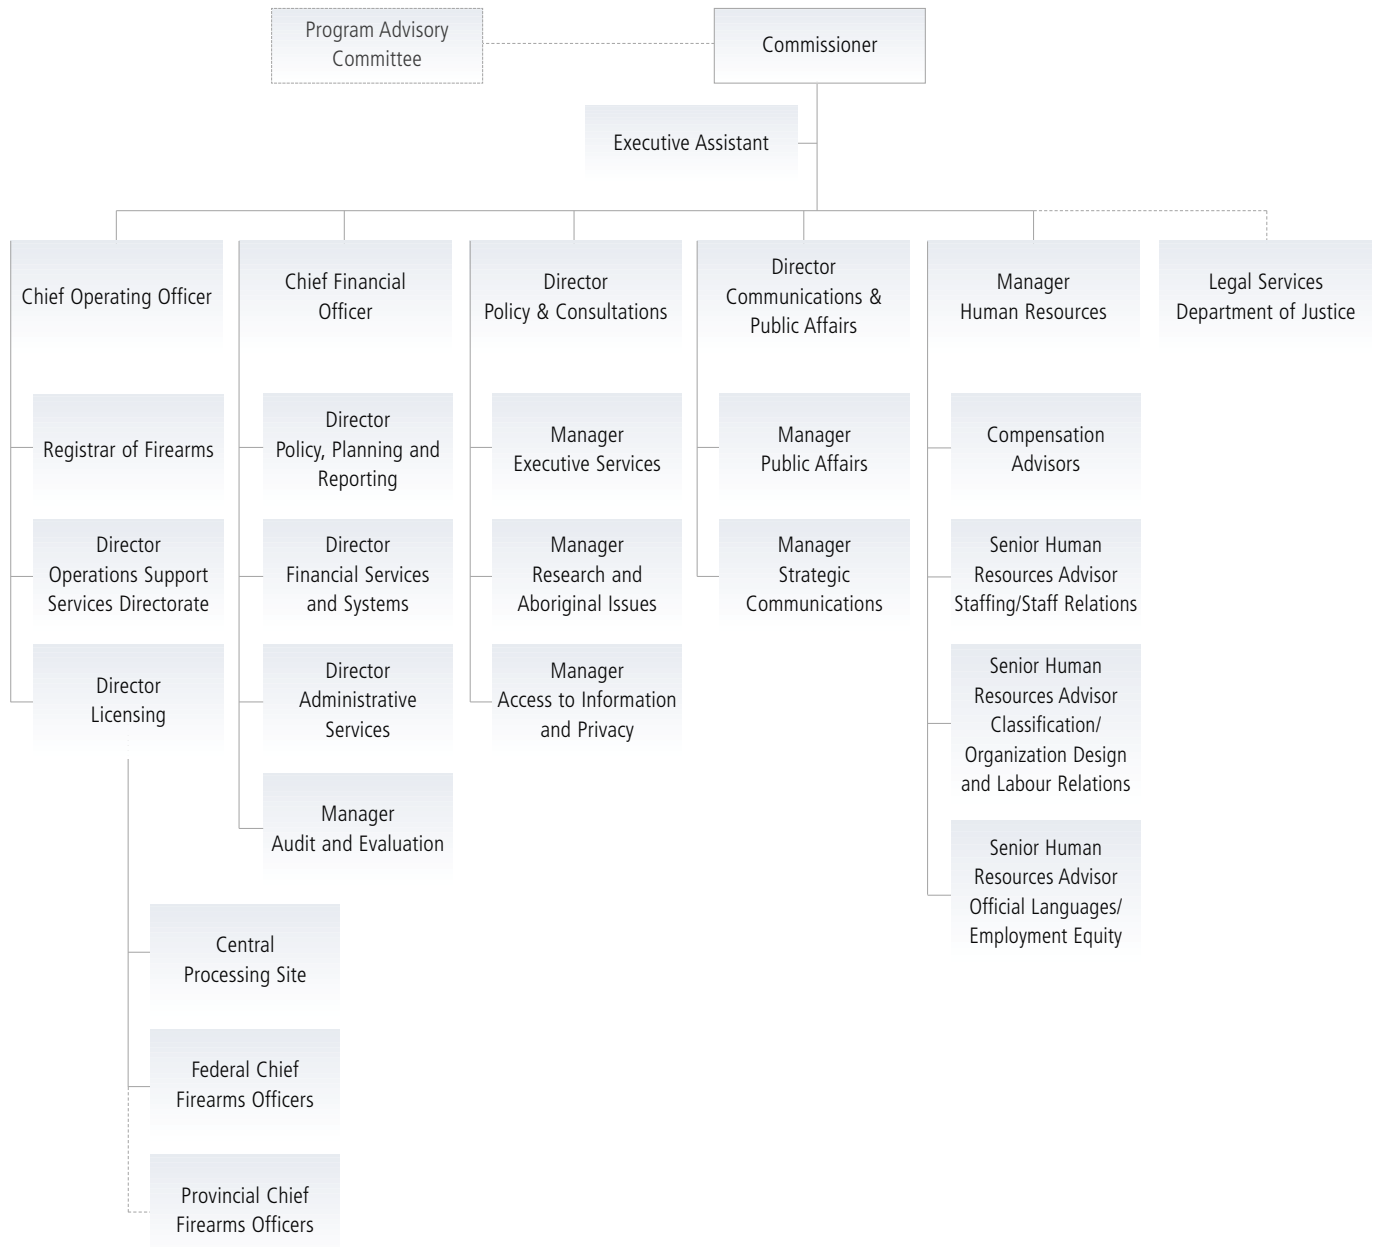 Program Advisory
Committee
Commissioner
Executive Assistant
Chief Operating Officer
Chief Financial
Officer
Director
Policy & Consultations
Director
Communications &
Public Affairs
Manager
Human Resources
Legal Services
Department of Justice
Registrar of Firearms
Director
Operations Support
Services Directorate
Director
Licensing
Central
Processing Site
Federal Chief
Firearms Officers
Provincial Chief
Firearms Officers
Director
Policy, Planning and
Reporting
Director
Financial Services
and Systems
Director
Administrative
Services
Manager
Audit and Evaluation
Manager
Executive Services
Manager
Research and
Aboriginal Issues
Manager
Access to Information
and Privacy
Manager
Public Affairs
Manager
Strategic
Communications
Compensation
Advisors
Senior Human
Resources Advisor
Staffing/Staff Relations
Senior Human
Resources Advisor
Classification/
Organization Design
and Labour Relations
Senior Human
Resources Advisor
Official Languages/
Employment Equity